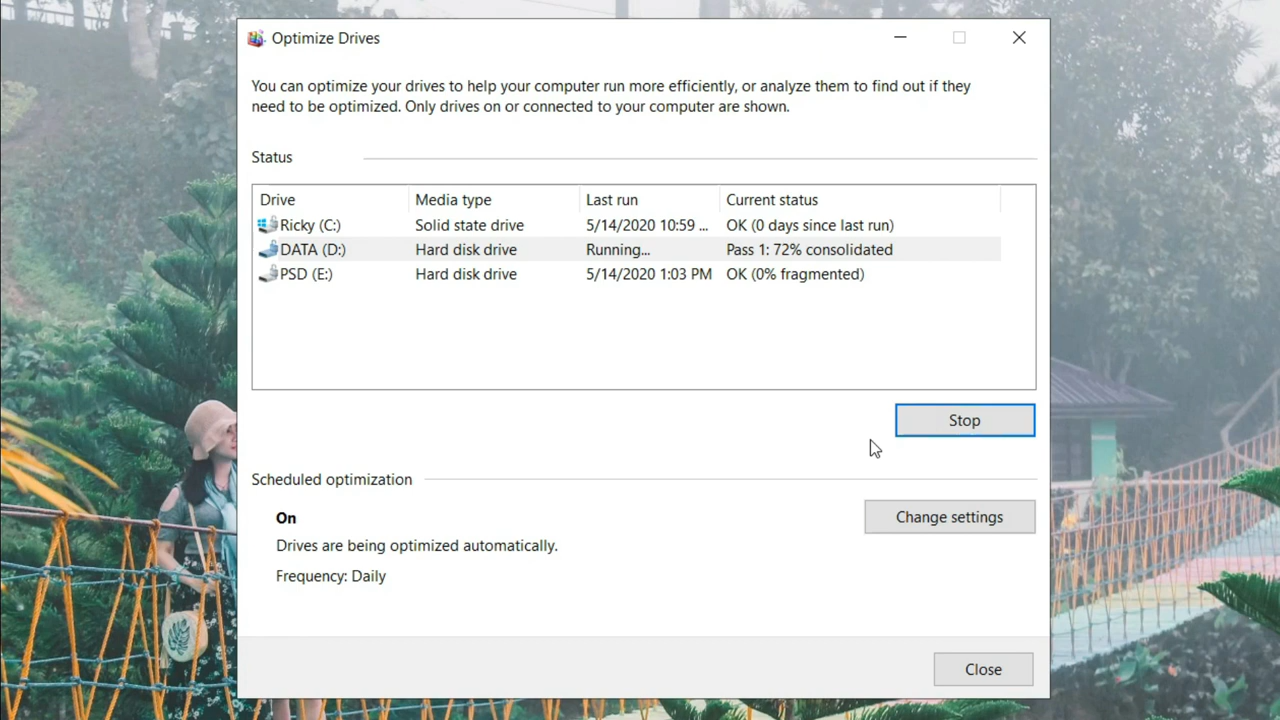 Optimize Drives
You can optimize your drives to help your computer run more efficiently, or analyze them to find out if they
need to be optimized. Only drives on or connected to your computer are shown.
Status
Drive Media type Last run Current status
Ricky (C:) Solid state drive 5/14/2020 10:59 ... OK (0 days since last run)
DATA (D:) Hard disk drive Running... Pass 1: 72% consolidated
PSD (E:) Hard disk drive 5/14/2020 1:03 PM OK (0% fragmented)
Stop
Scheduled optimization
On
Change settings
Drives are being optimized automatically.
Frequency: Daily
Close